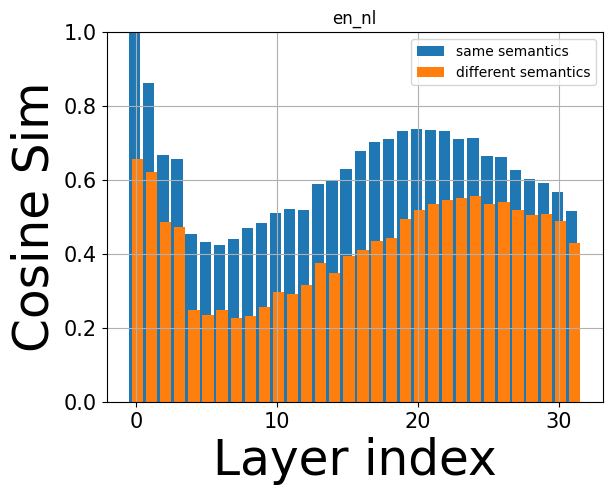 en_nl
same semantics
different semantics
Cosine Sim
1.0
0.8
0.6
0.4
0.2
0.0
0 10 20 30
Layer index